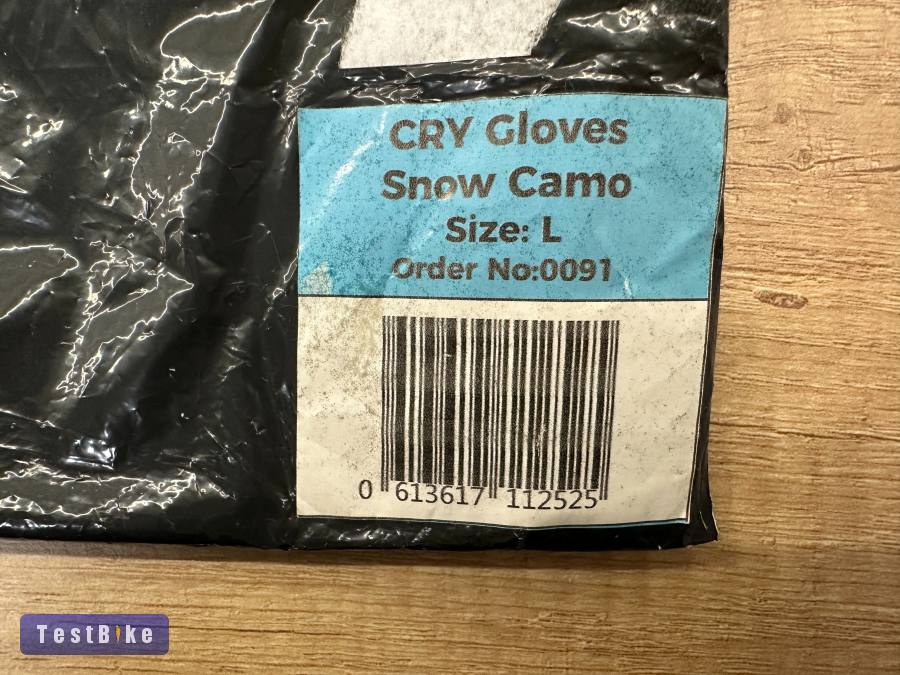 CRY Gloves
Snow Camo
Size: L
Order No:0091
0 613617 112525
TestBike